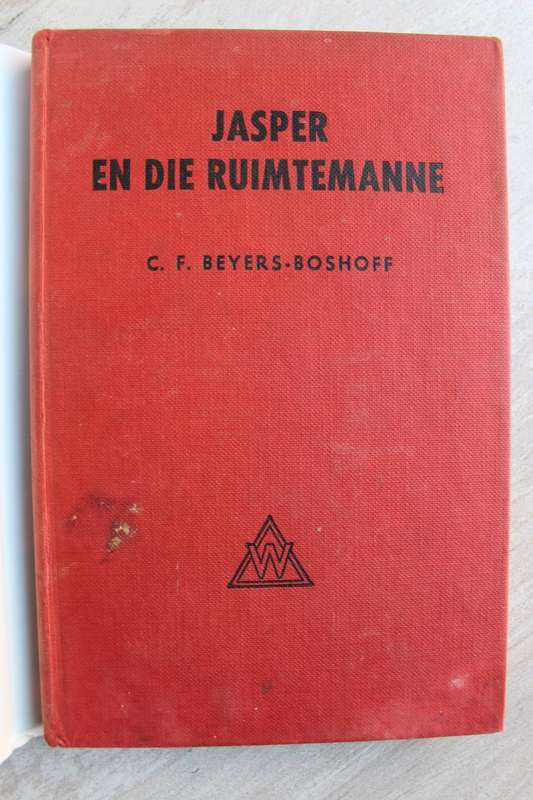 JASPER
EN DIE RUIMTEMANNE
C. F. BEYERS-BOSHOFF
W